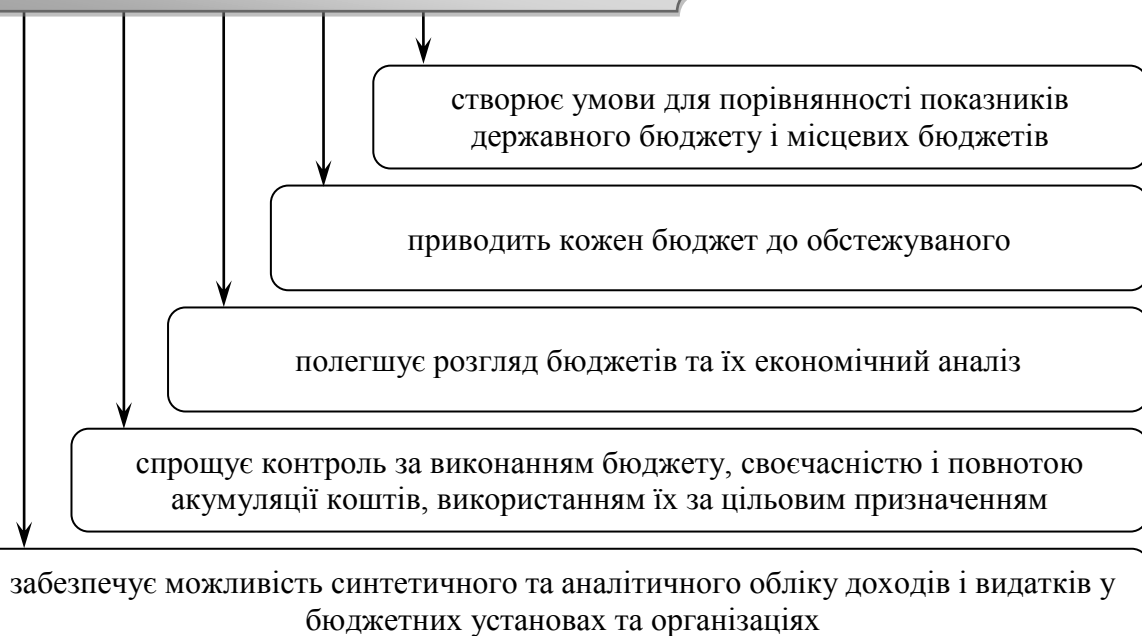 створює умови для порівнянності показників
державного бюджету і місцевих бюджетів
приводить кожен бюджет до обстежуваного
полегшує розгляд бюджетів та їх економічний аналіз
спрощує контроль за виконанням бюджету, своєчасністю і повнотою
акумуляції коштів, використанням їх за цільовим призначенням
забезпечує можливість синтетичного та аналітичного обліку доходів і видатків у
бюджетних установах та організаціях